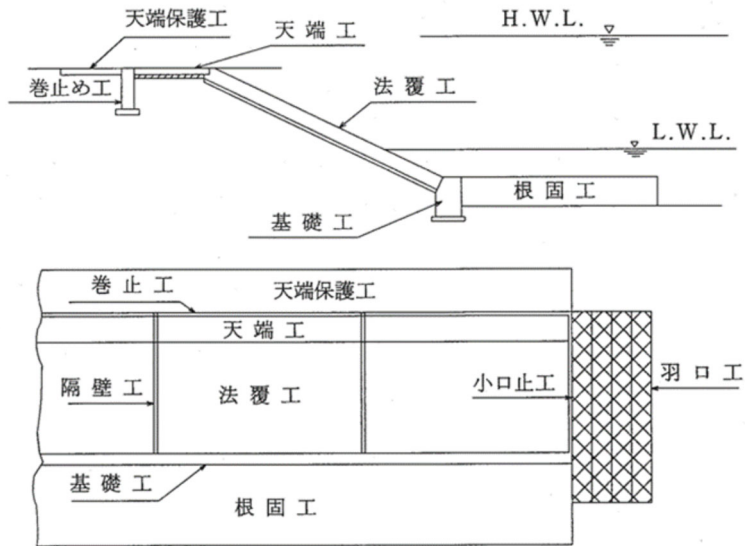 天端保護工
天端工
H.W.L.
巻止め工
法覆工
L.W.L.
根固工
基礎工
巻止工
天端保護工
天端工
隔壁工
法覆工
小口止工
羽口工
基礎工
根固工